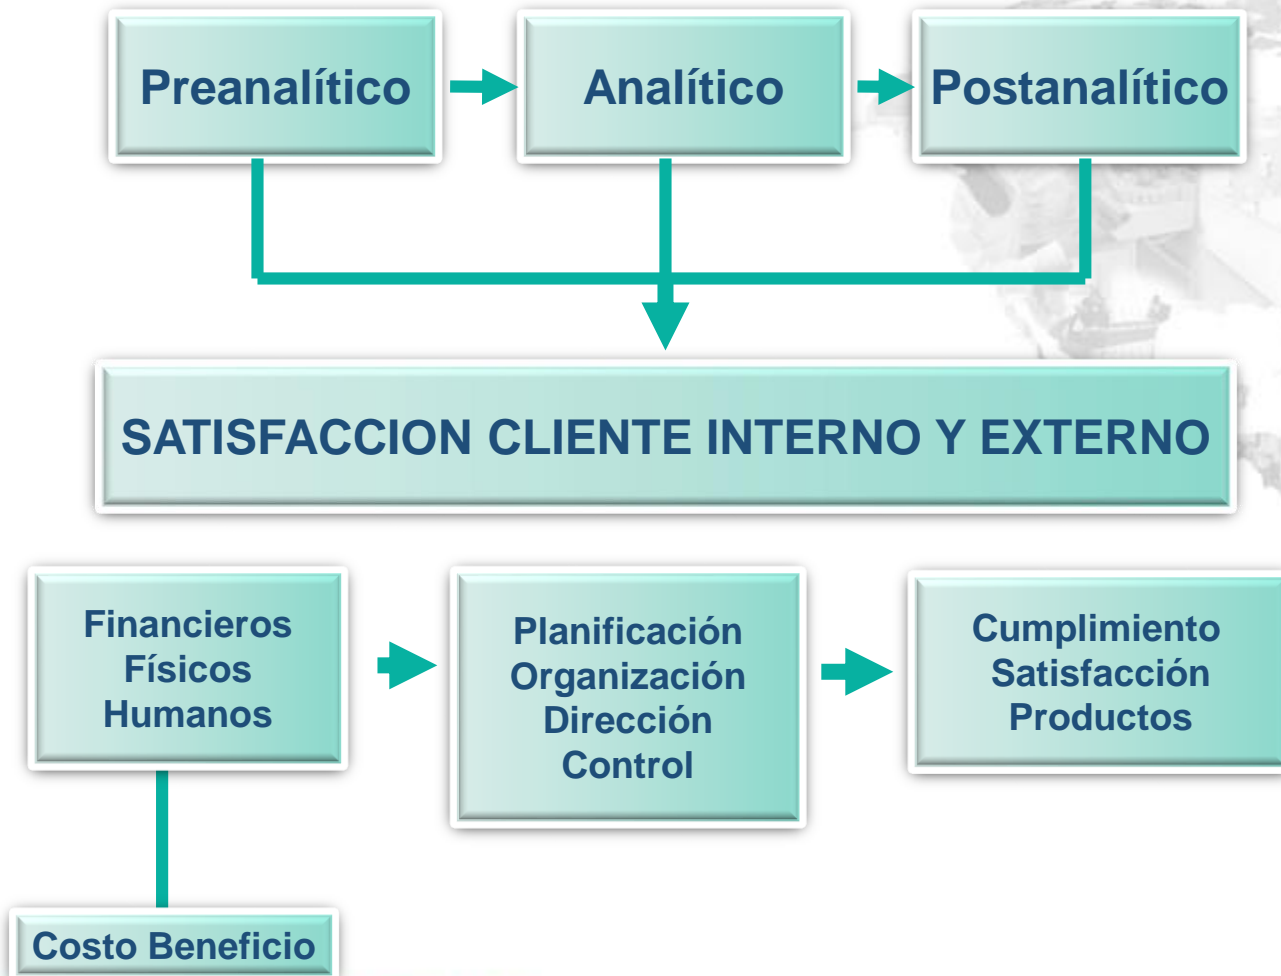 Preanalítico
Analítico
Postanalítico
SATISFACCION CLIENTE INTERNO Y EXTERNO
Financieros
Físicos
Humanos
Planificación
Organización
Dirección
Control
Cumplimiento
Satisfacción
Productos
Costo Beneficio